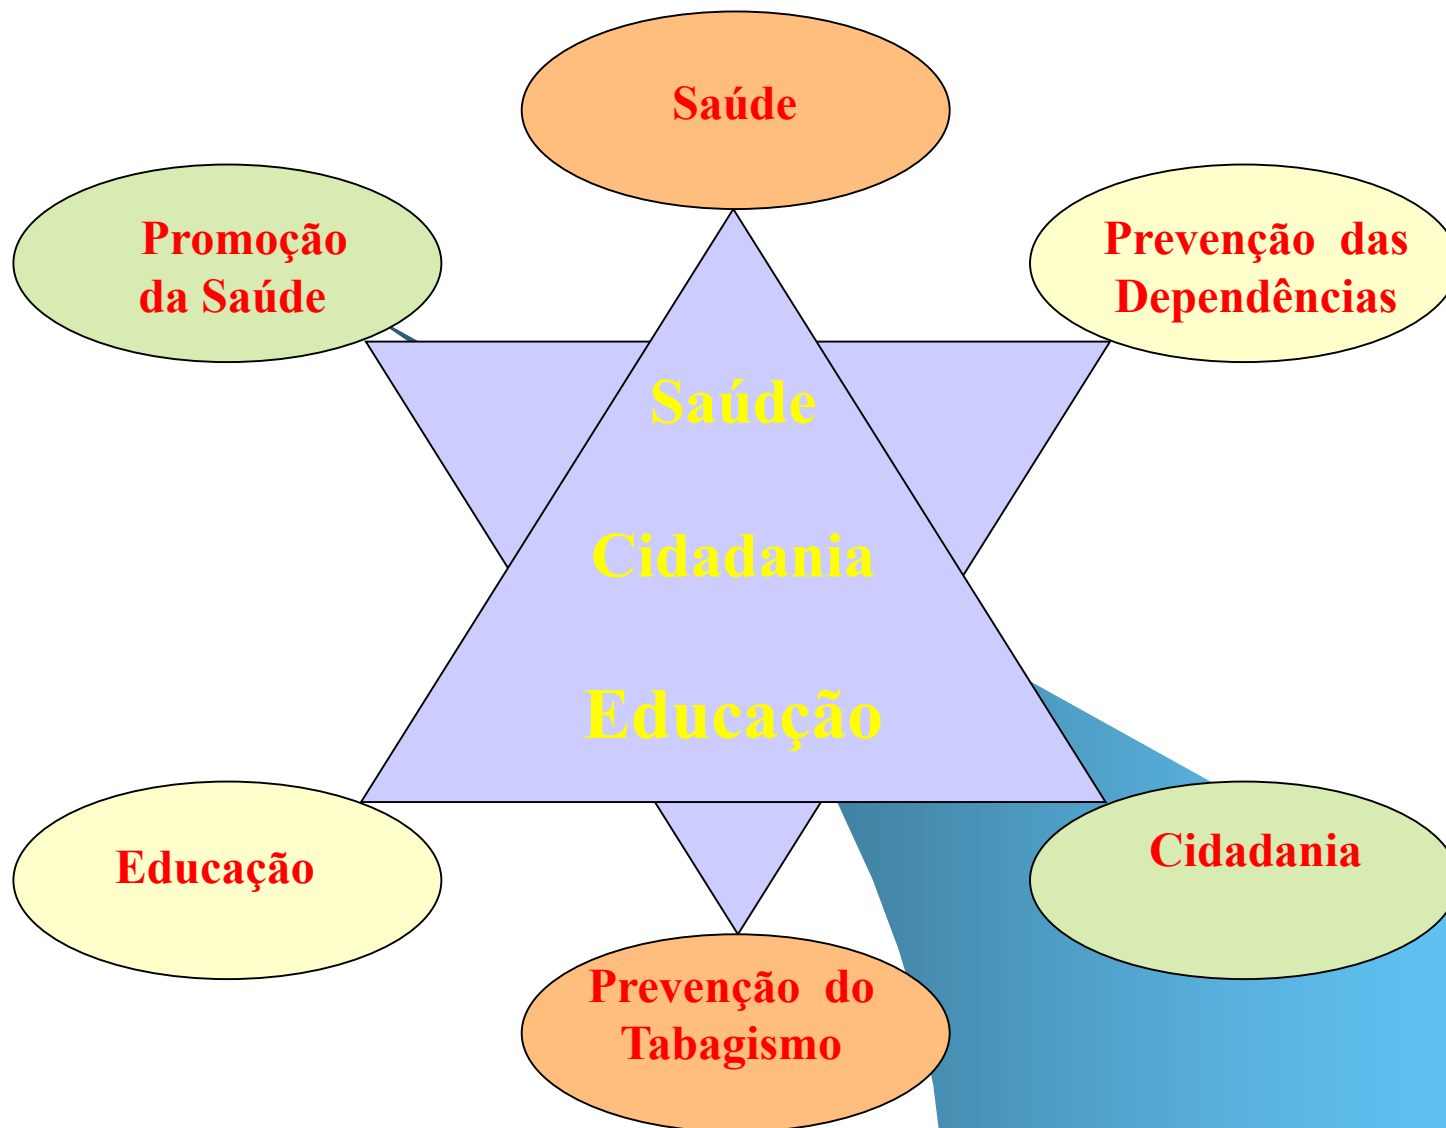 Saúde
Promoção
da Saúde
Prevenção das
Dependências
Saúde
Cidadania
Educação
Educação
Cidadania
Prevenção do
Tabagismo